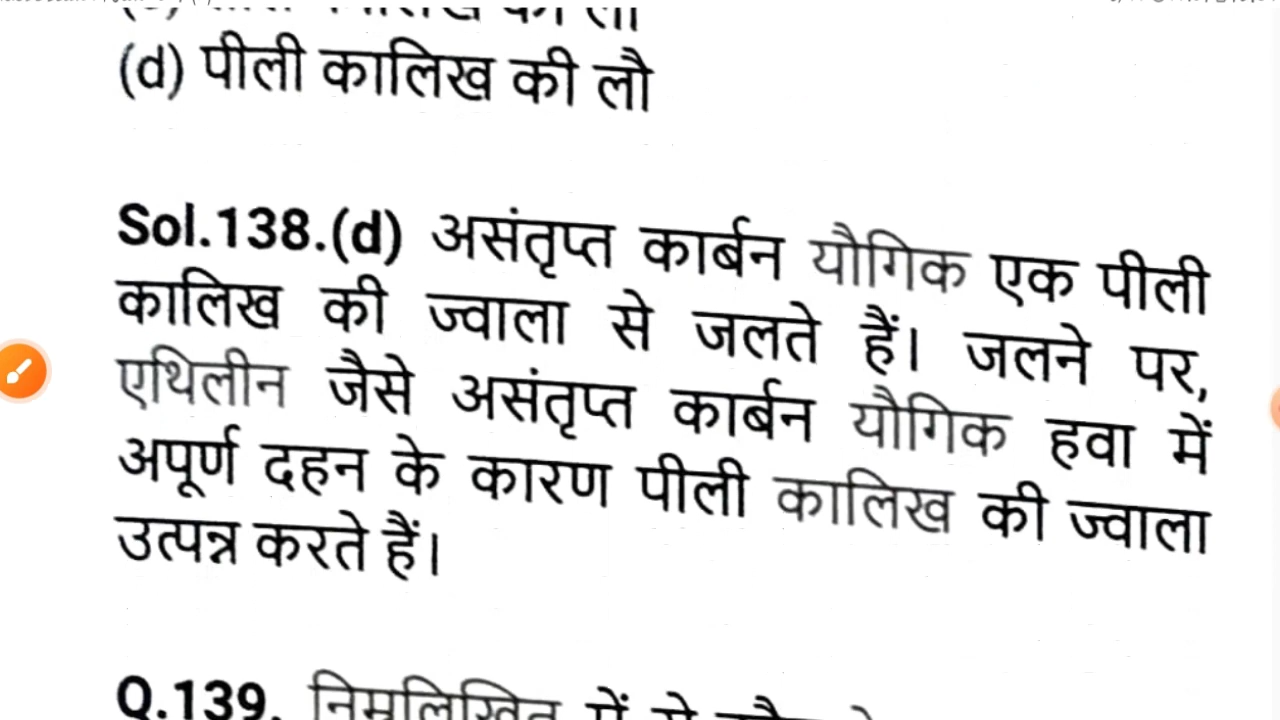 (d) पीली कालिख की लौ
Sol.138.(d) असंतृप्त कार्बन यौगिक एक पीली
कालिख की ज्वाला से जलते हैं। जलने पर,
एथिलीन जैसे असंतृप्त कार्बन यौगिक हवा में
अपूर्ण दहन के कारण पीली कालिख की ज्वाला
उत्पन्न करते हैं।
Q.139. निम्नलिखित में से